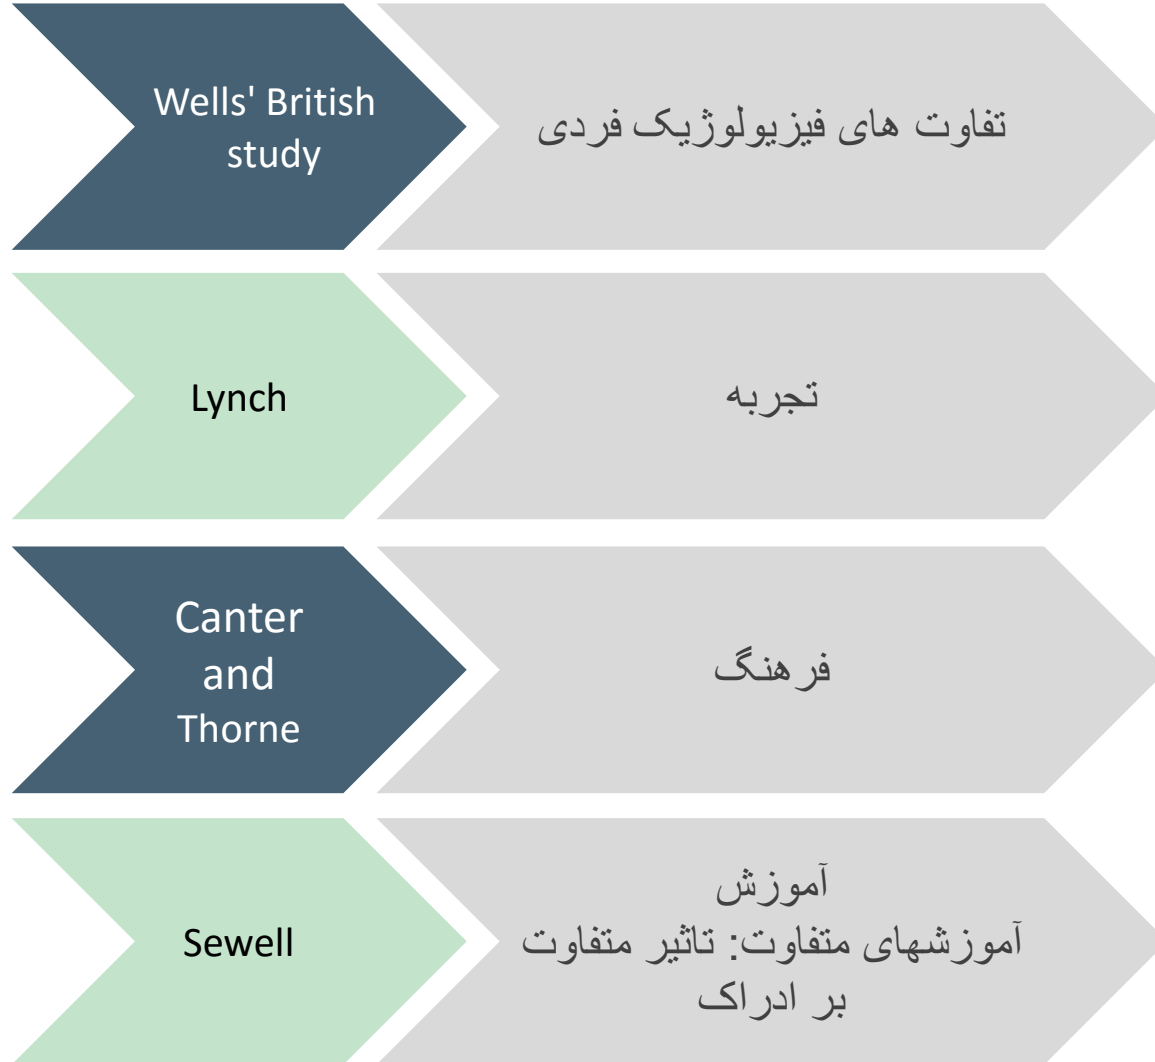 Wells' British
study
تفاوت های فیزیولوژیک فردی
Lynch
تجربه
Canter
and
Thorne
فرهنگ
Sewell
آموزش
آموزشهای متفاوت: تاثیر متفاوت
بر ادراک